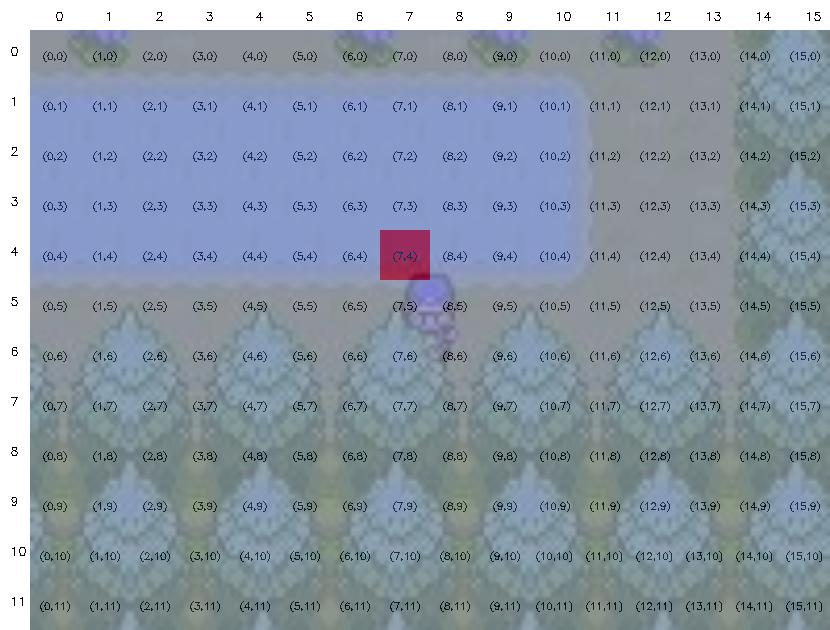 0 1 2 3 4 5 6 7 8 9 10 11 12 13 14 15
0 (0,0) (1,0) (2,0) (3,0) (4,0) (5,0) (6,0) (7,0) (8,0) (9,0) (10,0) (11,0) (12,0) (13,0) (14,0) (15,0)
1 (0,1) (1,1) (2,1) (3,1) (4,1) (5,1) (6,1) (7,1) (8,1) (9,1) (10,1) (11,1) (12,1) (13,1) (14,1) (15,1)
2 (0,2) (1,2) (2,2) (3,2) (4,2) (5,2) (6,2) (7,2) (8,2) (9,2) (10,2) (11,2) (12,2) (13,2) (14,2) (15,2)
3 (0,3) (1,3) (2,3) (3,3) (4,3) (5,3) (6,3) (7,3) (8,3) (9,3) (10,3) (11,3) (12,3) (13,3) (14,3) (15,3)
4 (0,4) (1,4) (2,4) (3,4) (4,4) (5,4) (6,4) (7,4) (8,4) (9,4) (10,4) (11,4) (12,4) (13,4) (14,4) (15,4)
5 (0,5) (1,5) (2,5) (3,5) (4,5) (5,5) (6,5) (7,5) (8,5) (9,5) (10,5) (11,5) (12,5) (13,5) (14,5) (15,5)
6 (0,6) (1,6) (2,6) (3,6) (4,6) (5,6) (6,6) (7,6) (8,6) (9,6) (10,6) (11,6) (12,6) (13,6) (14,6) (15,6)
7 (0,7) (1,7) (2,7) (3,7) (4,7) (5,7) (6,7) (7,7) (8,7) (9,7) (10,7) (11,7) (12,7) (13,7) (14,7) (15,7)
8 (0,8) (1,8) (2,8) (3,8) (4,8) (5,8) (6,8) (7,8) (8,8) (9,8) (10,8) (11,8) (12,8) (13,8) (14,8) (15,8)
9 (0,9) (1,9) (2,9) (3,9) (4,9) (5,9) (6,9) (7,9) (8,9) (9,9) (10,9) (11,9) (12,9) (13,9) (14,9) (15,9)
10 (0,10) (1,10) (2,10) (3,10) (4,10) (5,10) (6,10) (7,10) (8,10) (9,10) (10,10) (11,10) (12,10) (13,10) (14,10) (15,10)
11 (0,11) (1,11) (2,11) (3,11) (4,11) (5,11) (6,11) (7,11) (8,11) (9,11) (10,11) (11,11) (12,11) (13,11) (14,11) (15,11)